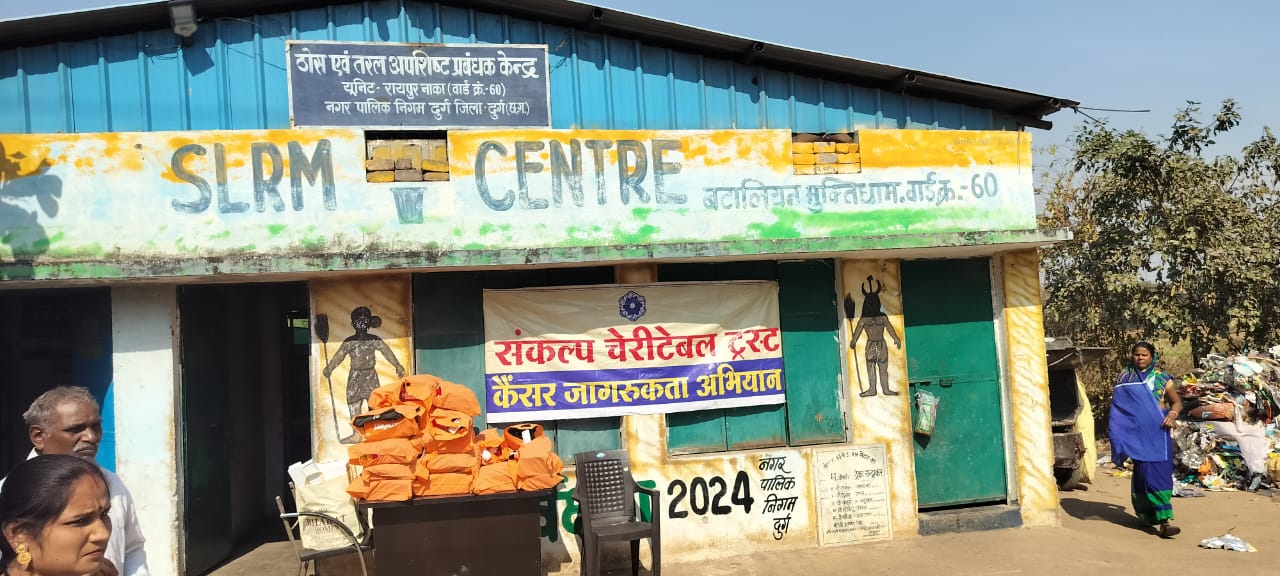 ठोस एवं तरल अपशिष्ट प्रबंधक केन्द्र
यूनिट- रायपुर नाका (वार्ड क्रं.-60)
नगर पालिक निगम दुर्ग जिला-दुर्ग (छ.ग.)
SLRM CENTRE बटालियन मुक्तिधाम.वार्ड क्र.-60
संकल्प चेरीटेबल ट्रस्ट
कैंसर जागरुकता अभियान
2024
नगर
पालिक
निगम
दुर्ग